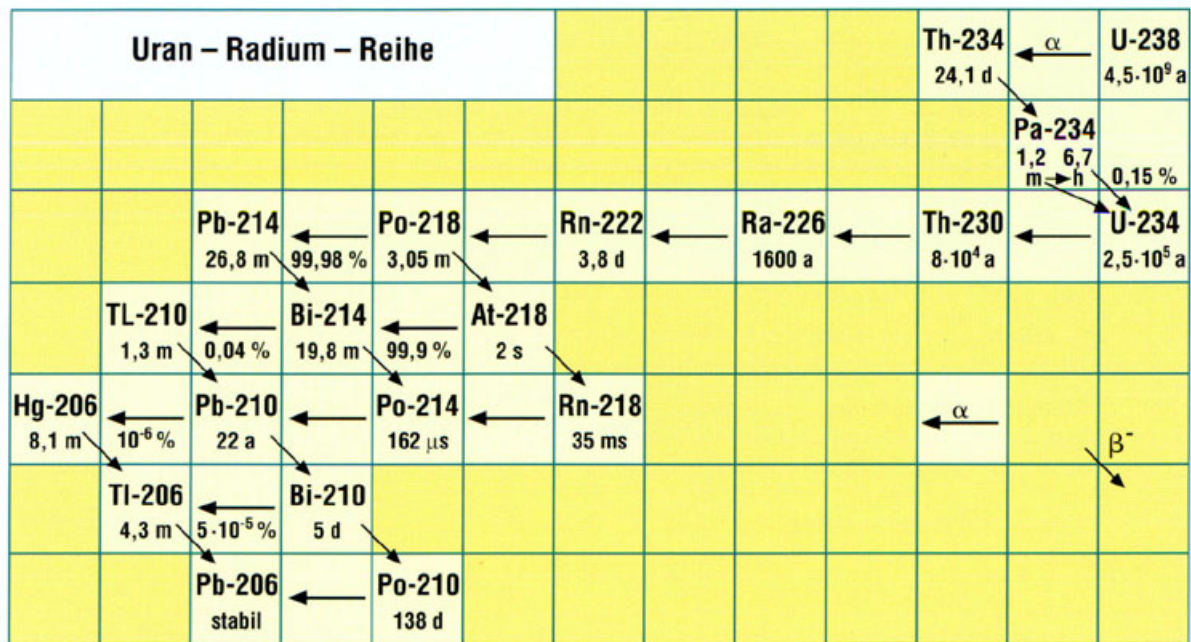 Uran – Radium – Reihe
Th-234 α U-238
24,1 d 4,5·10⁹ a
Pa-234
1,2 6,7
m h 0,15 %
Pb-214 Po-218 Rn-222 Ra-226 Th-230 U-234
26,8 m 99,98 % 3,05 m 3,8 d 1600 a 8·10⁴ a 2,5·10⁵ a
TL-210 Bi-214 At-218
1,3 m 0,04 % 19,8 m 99,9 % 2 s
Hg-206 Pb-210 Po-214 Rn-218 α
8,1 m 10⁻⁶ % 22 a 162 µs 35 ms
β⁻
Tl-206 Bi-210
4,3 m 5·10⁻⁵ % 5 d
Pb-206 Po-210
stabil 138 d